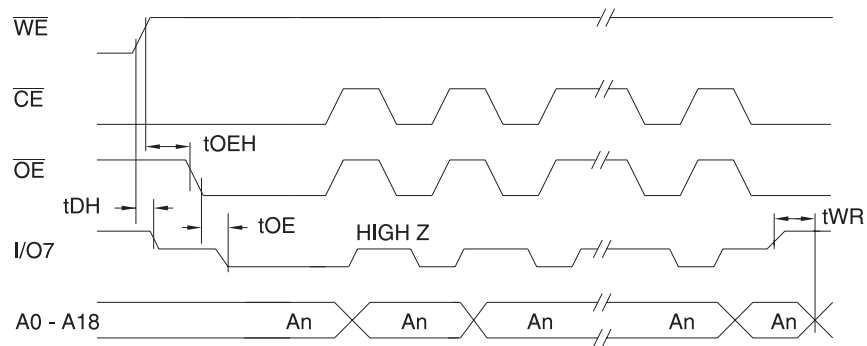 WE
CE
tOEH
OE
tDH
tOE
HIGH Z
tWR
I/O7
A0 - A18
An An An An An